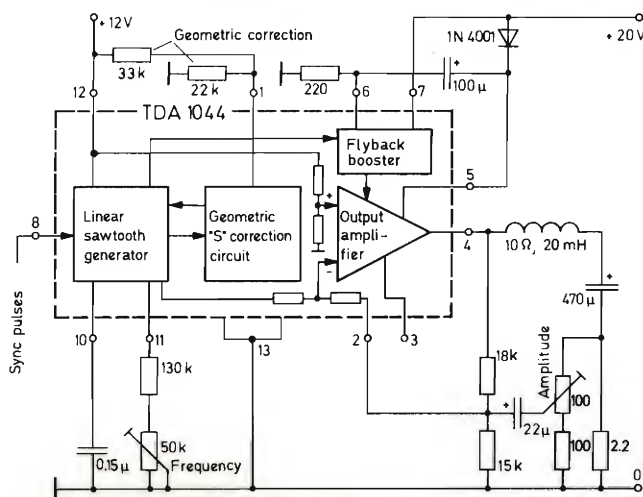 +12V
Geometric correction
33k
22k
220
100µ
+
1N 4001
+20V
12
1
6
7
TDA 1044
Flyback
booster
5
8
Linear
sawtooth
generator
Geometric
"S" correction
circuit
+
Output
ampli-
fier
-
4
10Ω, 20mH
+
470µ
Sync pulses
10
11
13
2
3
130k
18k
Amplitude
100
+
22µ
50k
Frequency
0,15µ
15k
100
2.2
0